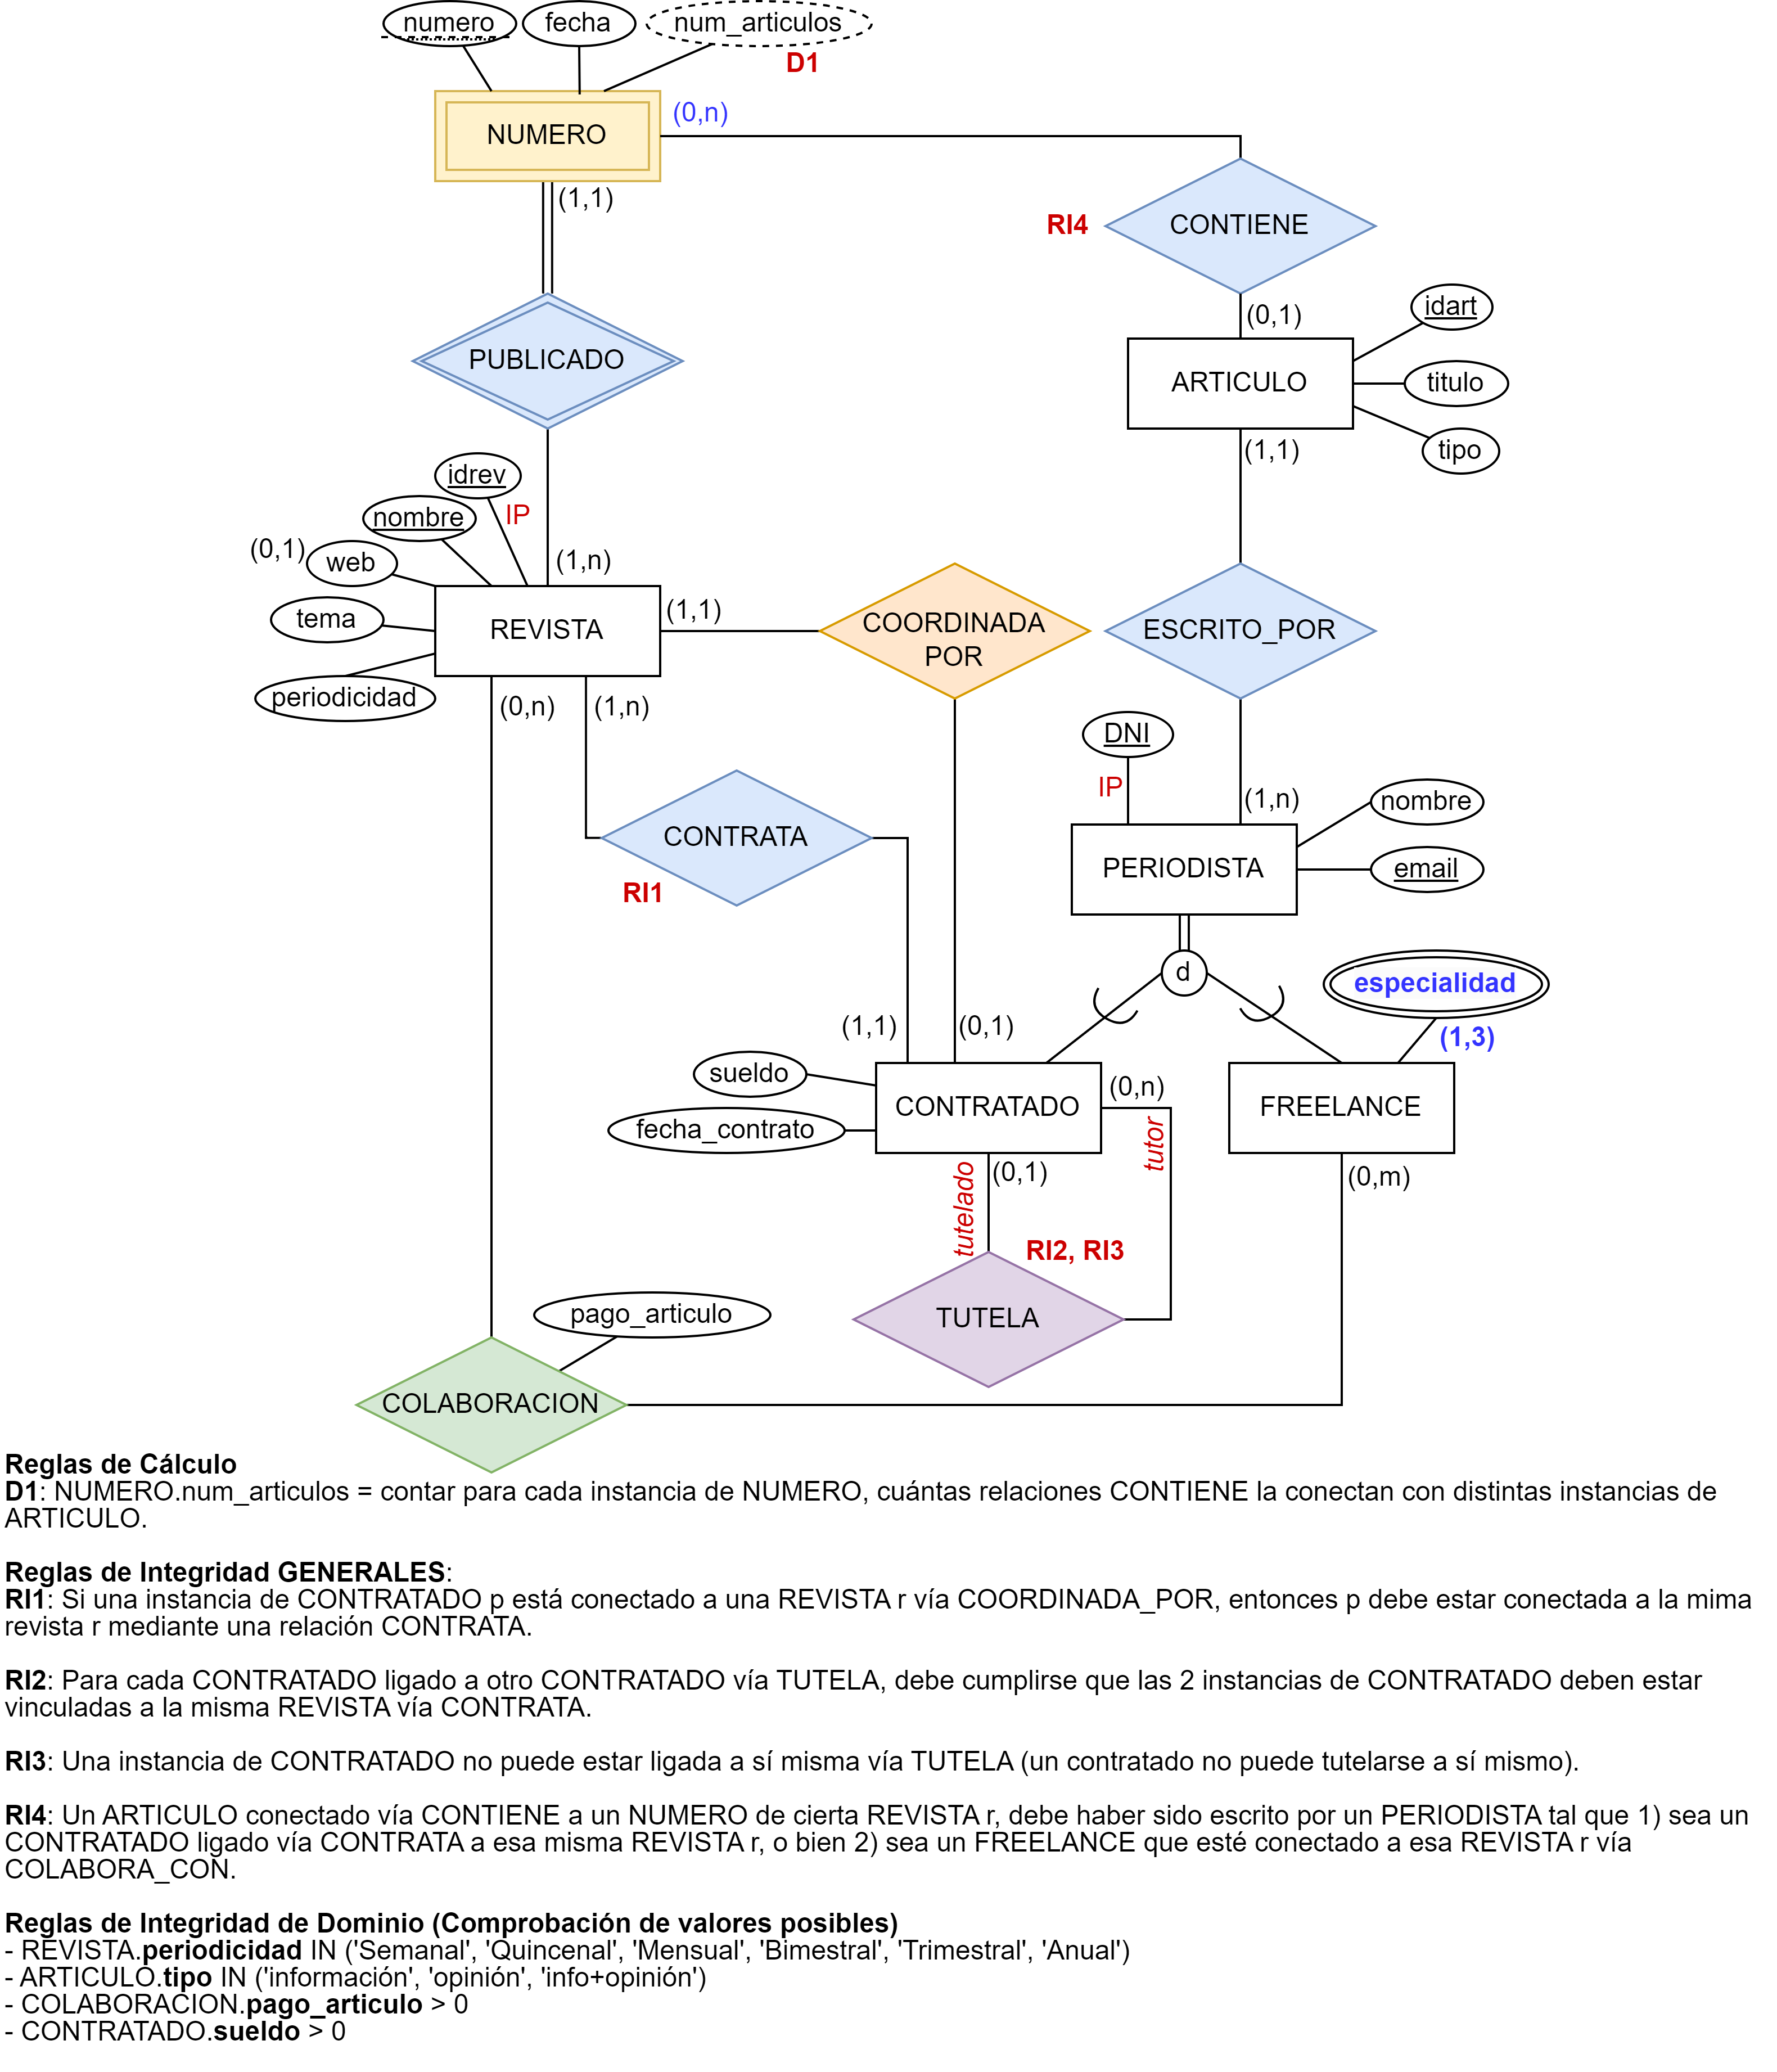 numero
fecha
num_articulos
D1
NUMERO
(0,n)
(1,1)
RI4
CONTIENE
(0,1)
idart
titulo
tipo
ARTICULO
(1,1)
PUBLICADO
idrev
IP
nombre
(0,1)
web
tema
periodicidad
(1,n)
REVISTA
(1,1)
(0,n)
(1,n)
COORDINADA
POR
ESCRITO_POR
DNI
IP
(1,n)
nombre
PERIODISTA
email
CONTRATA
RI1
d
especialidad
(1,3)
(1,1)
(0,1)
sueldo
fecha_contrato
CONTRATADO
(0,n)
tutor
FREELANCE
(0,m)
tutelado
(0,1)
RI2, RI3
TUTELA
pago_articulo
COLABORACION
Reglas de Cálculo
D1: NUMERO.num_articulos = contar para cada instancia de NUMERO, cuántas relaciones CONTIENE la conectan con distintas instancias de
ARTICULO.
Reglas de Integridad GENERALES:
RI1: Si una instancia de CONTRATADO p está conectado a una REVISTA r vía COORDINADA_POR, entonces p debe estar conectada a la mima
revista r mediante una relación CONTRATA.
RI2: Para cada CONTRATADO ligado a otro CONTRATADO vía TUTELA, debe cumplirse que las 2 instancias de CONTRATADO deben estar
vinculadas a la misma REVISTA vía CONTRATA.
RI3: Una instancia de CONTRATADO no puede estar ligada a sí misma vía TUTELA (un contratado no puede tutelarse a sí mismo).
RI4: Un ARTICULO conectado vía CONTIENE a un NUMERO de cierta REVISTA r, debe haber sido escrito por un PERIODISTA tal que 1) sea un
CONTRATADO ligado vía CONTRATA a esa misma REVISTA r, o bien 2) sea un FREELANCE que esté conectado a esa REVISTA r vía
COLABORA_CON.
Reglas de Integridad de Dominio (Comprobación de valores posibles)
- REVISTA.periodicidad IN ('Semanal', 'Quincenal', 'Mensual', 'Bimestral', 'Trimestral', 'Anual')
- ARTICULO.tipo IN ('información', 'opinión', 'info+opinión')
- COLABORACION.pago_articulo > 0
- CONTRATADO.sueldo > 0